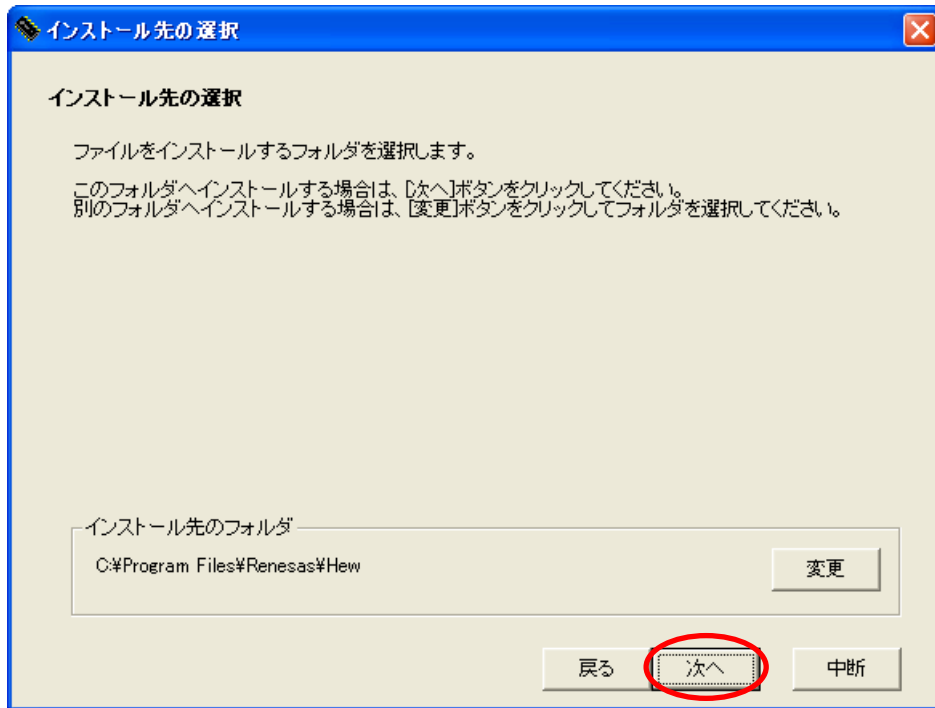 インストール先の選択
インストール先の選択
ファイルをインストールするフォルダを選択します。
このフォルダへインストールする場合は、[次へ]ボタンをクリックしてください。
別のフォルダへインストールする場合は、[変更]ボタンをクリックしてフォルダを選択してください。
インストール先のフォルダ
C:¥Program Files¥Renesas¥Hew
変更
戻る
次へ
中断